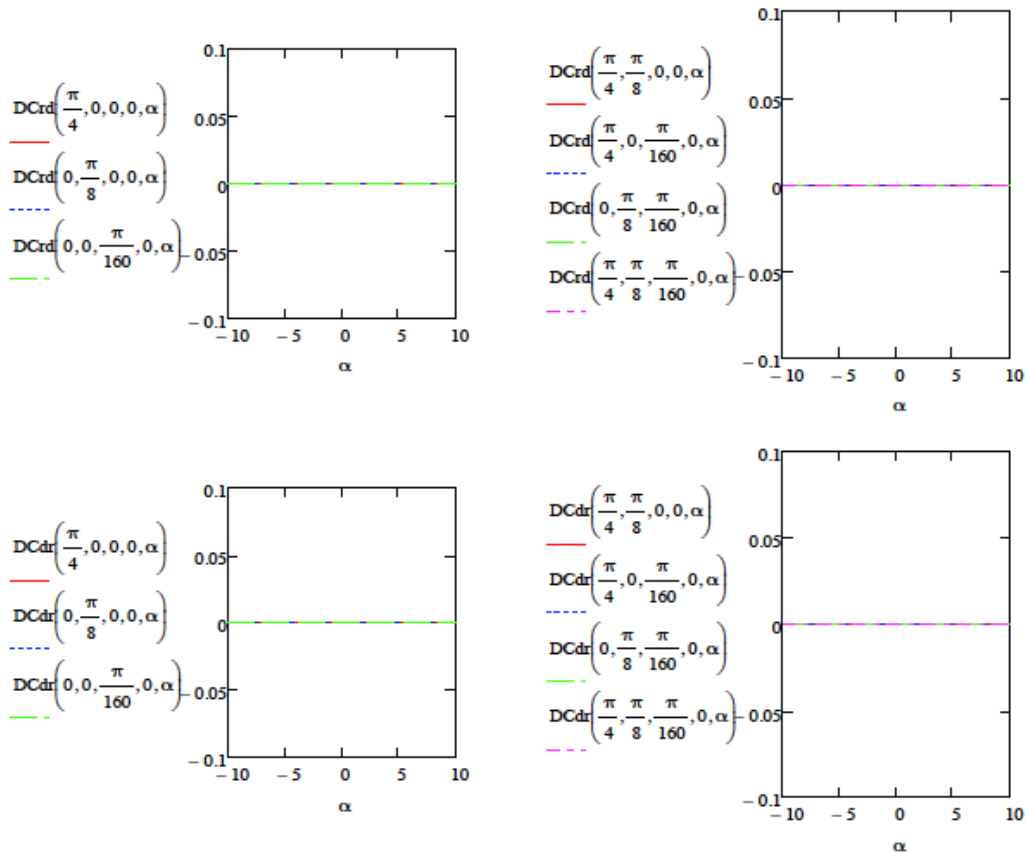 DCrd(π/4, 0, 0, 0, α)
DCrd(0, π/8, 0, 0, α)
DCrd(0, 0, π/160, 0, α)
0.1
0.05
0
− 0.05
− 0.1
− 10 − 5 0 5 10
α
DCrd(π/4, π/8, 0, 0, α)
DCrd(π/4, 0, π/160, 0, α)
DCrd(0, π/8, π/160, 0, α)
DCrd(π/4, π/8, π/160, 0, α)
0.1
0.05
0
− 0.05
− 0.1
− 10 − 5 0 5 10
α
DCdr(π/4, 0, 0, 0, α)
DCdr(0, π/8, 0, 0, α)
DCdr(0, 0, π/160, 0, α)
0.1
0.05
0
− 0.05
− 0.1
− 10 − 5 0 5 10
α
DCdr(π/4, π/8, 0, 0, α)
DCdr(π/4, 0, π/160, 0, α)
DCdr(0, π/8, π/160, 0, α)
DCdr(π/4, π/8, π/160, 0, α)
0.1
0.05
0
− 0.05
− 0.1
− 10 − 5 0 5 10
α